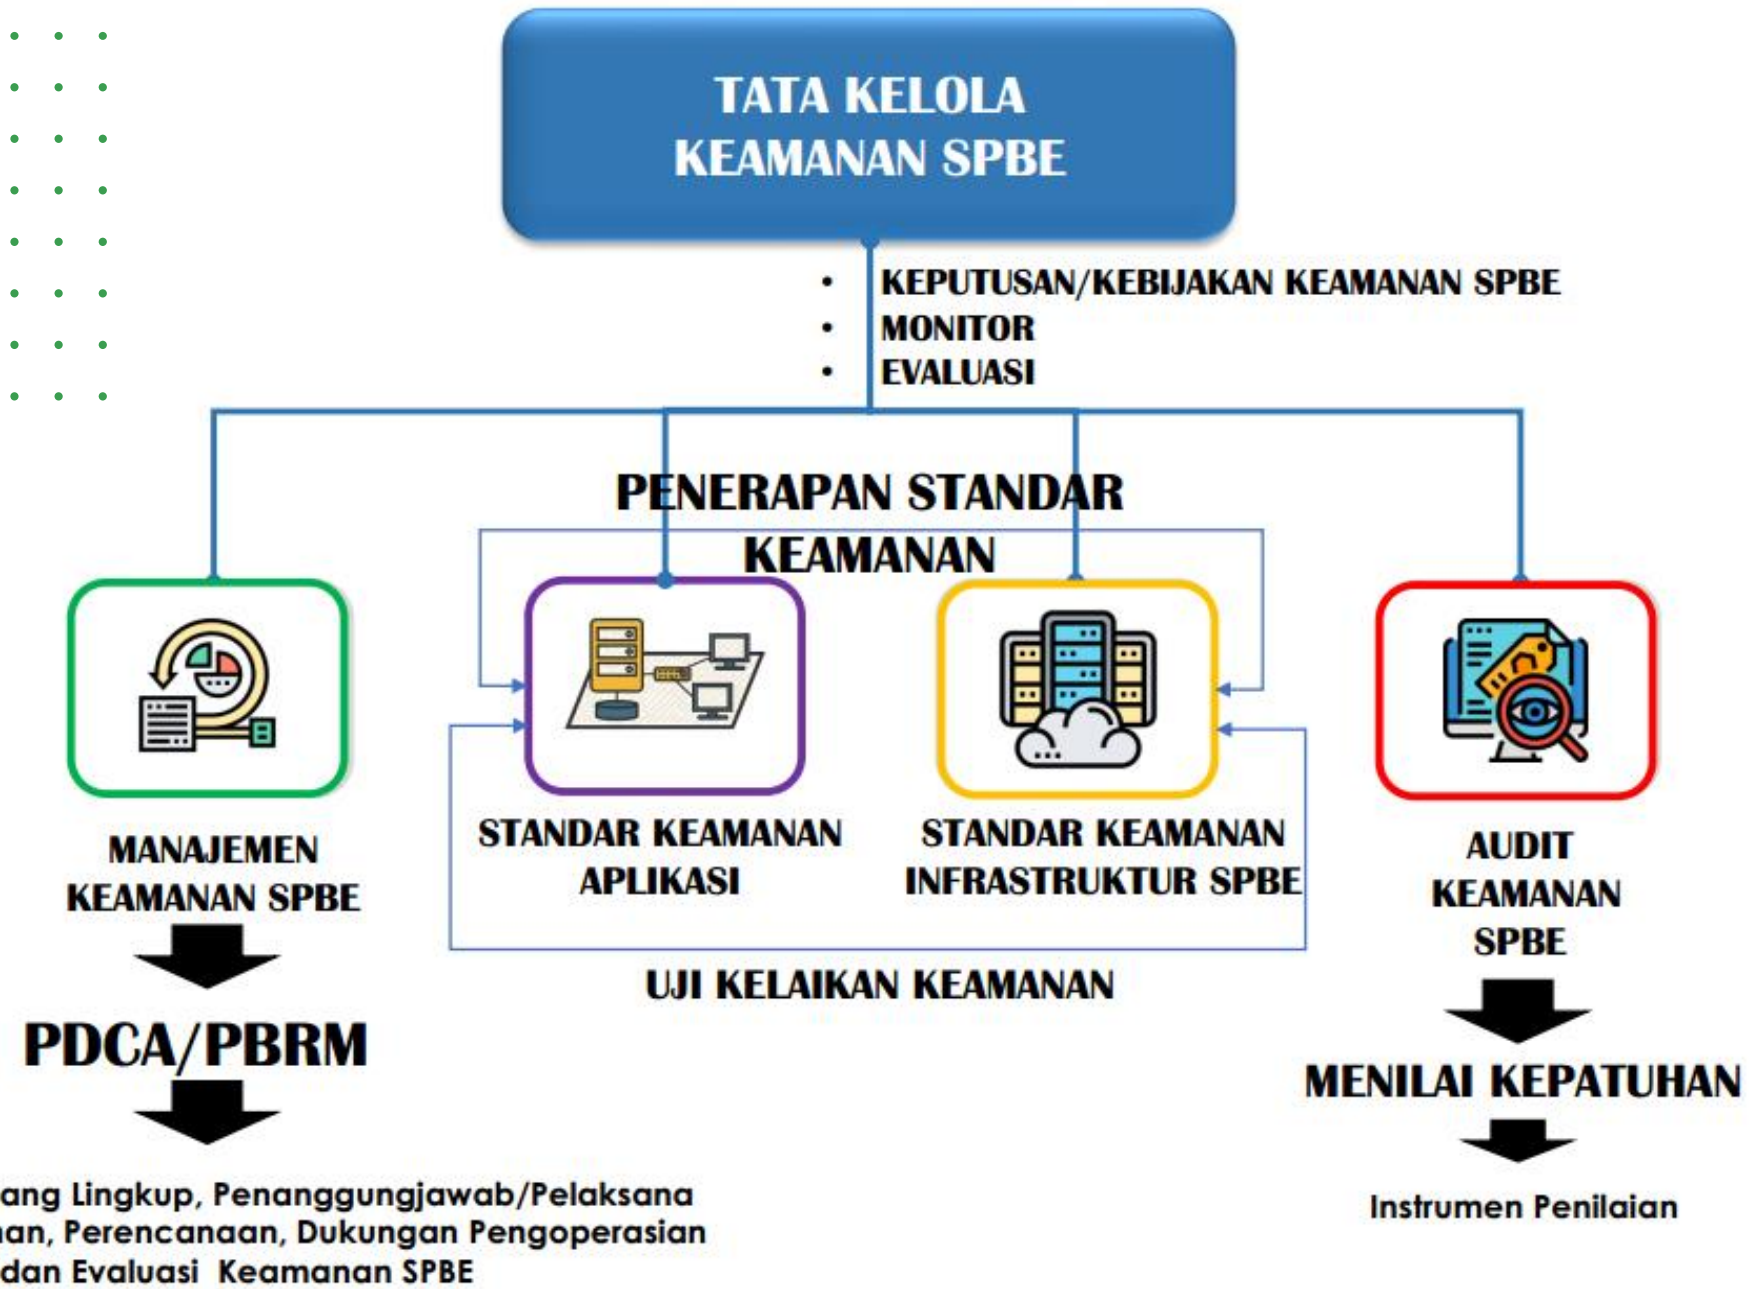 TATA KELOLA
KEAMANAN SPBE
• KEPUTUSAN/KEBIJAKAN KEAMANAN SPBE
• MONITOR
• EVALUASI
PENERAPAN STANDAR
KEAMANAN
MANAJEMEN
KEAMANAN SPBE
STANDAR KEAMANAN
APLIKASI
STANDAR KEAMANAN
INFRASTRUKTUR SPBE
AUDIT
KEAMANAN
SPBE
UJI KELAIKAN KEAMANAN
PDCA/PBRM
MENILAI KEPATUHAN
Lingkup, Penanggungjawab/Pelaksana
Perencanaan, Dukungan Pengoperasian
dan Evaluasi Keamanan SPBE
Instrumen Penilaian